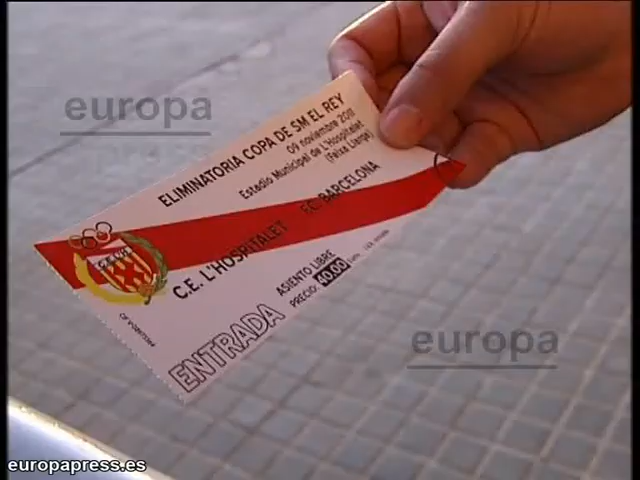 europa
ELIMINATORIA COPA DE SM EL REY
09 noviembre 2011
Estadio Municipal de L'Hospitalet
(Feixa Llarga)
C.E. L'HOSPITALET F.C. BARCELONA
ASIENTO LIBRE
PRECIO: 40.00
ENTRADA
europa
europapress.es